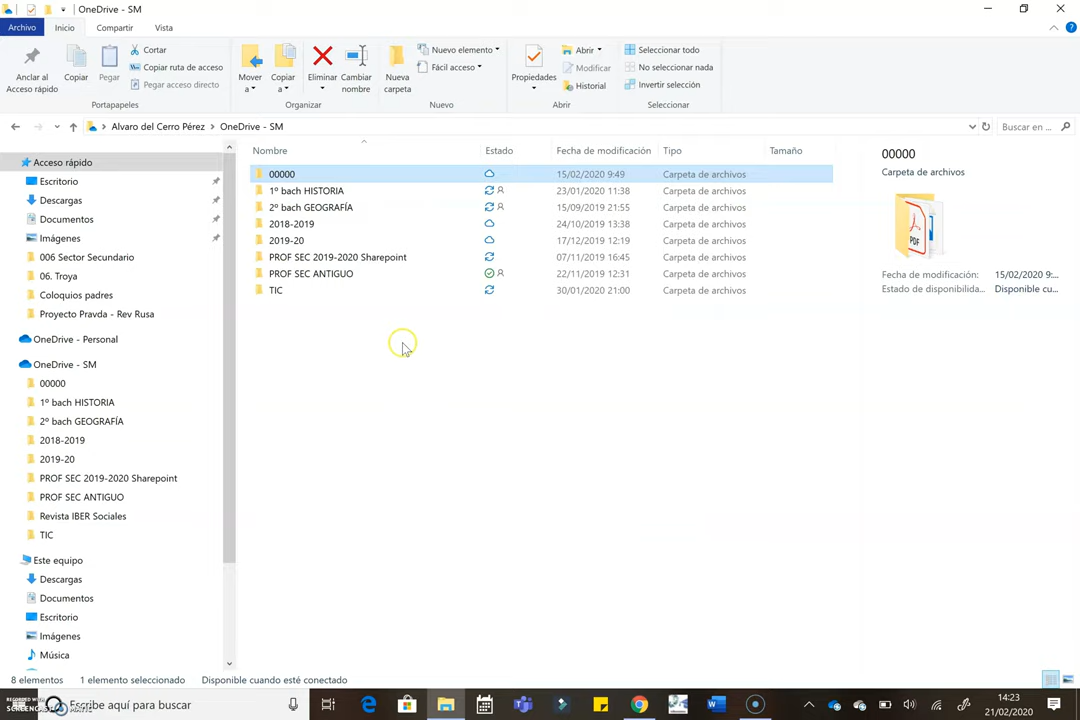 OneDrive - SM
Archivo Inicio Compartir Vista
Anclar al Acceso rápido
Copiar
Pegar
Cortar
Copiar ruta de acceso
Pegar acceso directo
Portapapeles
Mover a
Copiar a
Eliminar
Cambiar nombre
Organizar
Nueva carpeta
Nuevo elemento
Fácil acceso
Nuevo
Propiedades
Abrir
Modificar
Historial
Abrir
Seleccionar todo
No seleccionar nada
Invertir selección
Seleccionar
Alvaro del Cerro Pérez > OneDrive - SM
Buscar en ...
Acceso rápido
Escritorio
Descargas
Documentos
Imágenes
006 Sector Secundario
06. Troya
Coloquios padres
Proyecto Pravda - Rev Rusa
OneDrive - Personal
OneDrive - SM
00000
1º bach HISTORIA
2º bach GEOGRAFÍA
2018-2019
2019-20
PROF SEC 2019-2020 Sharepoint
PROF SEC ANTIGUO
Revista IBER Sociales
TIC
Este equipo
Descargas
Documentos
Escritorio
Imágenes
Música
Nombre Estado Fecha de modificación Tipo Tamaño
00000 15/02/2020 9:49 Carpeta de archivos
1º bach HISTORIA 23/01/2020 11:38 Carpeta de archivos
2º bach GEOGRAFÍA 15/09/2019 21:55 Carpeta de archivos
2018-2019 24/10/2019 13:38 Carpeta de archivos
2019-20 17/12/2019 12:19 Carpeta de archivos
PROF SEC 2019-2020 Sharepoint 07/11/2019 16:45 Carpeta de archivos
PROF SEC ANTIGUO 22/11/2019 12:31 Carpeta de archivos
TIC 30/01/2020 21:00 Carpeta de archivos
00000
Carpeta de archivos
PDF
Fecha de modificación: 15/02/2020 9:...
Estado de disponibilida... Disponible cu...
8 elementos 1 elemento seleccionado Disponible cuando esté conectado
RECORDED WITH
Escribe aquí para buscar
14:23
21/02/2020